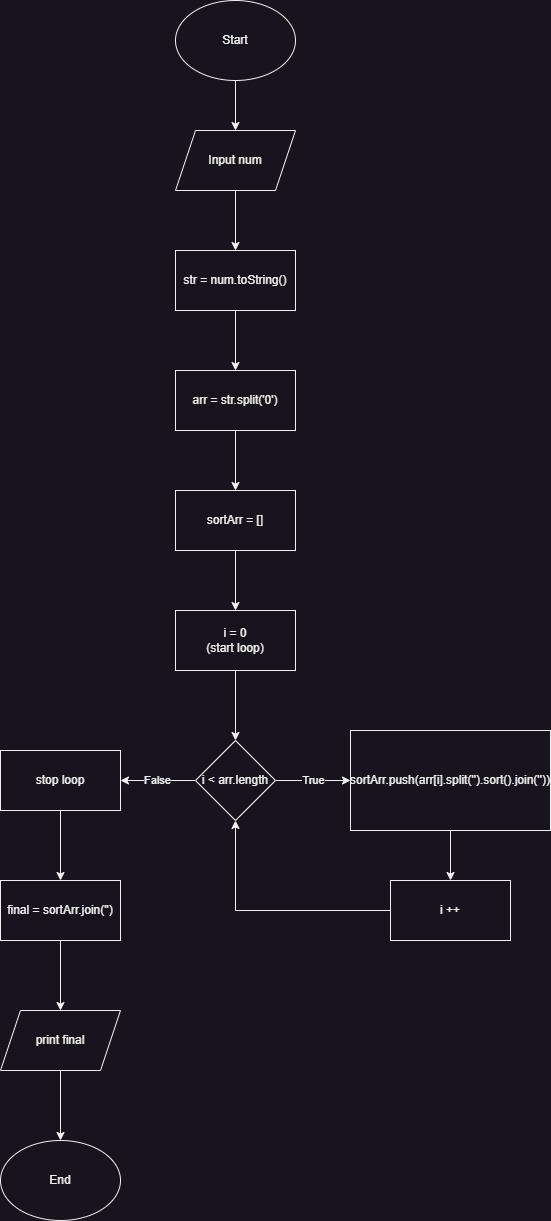 Start
Input num
str = num.toString()
arr = str.split('0')
sortArr = []
i = 0
(start loop)
i < arr.length
True
sortArr.push(arr[i].split('').sort().join(''))
i ++
False
stop loop
final = sortArr.join('')
print final
End